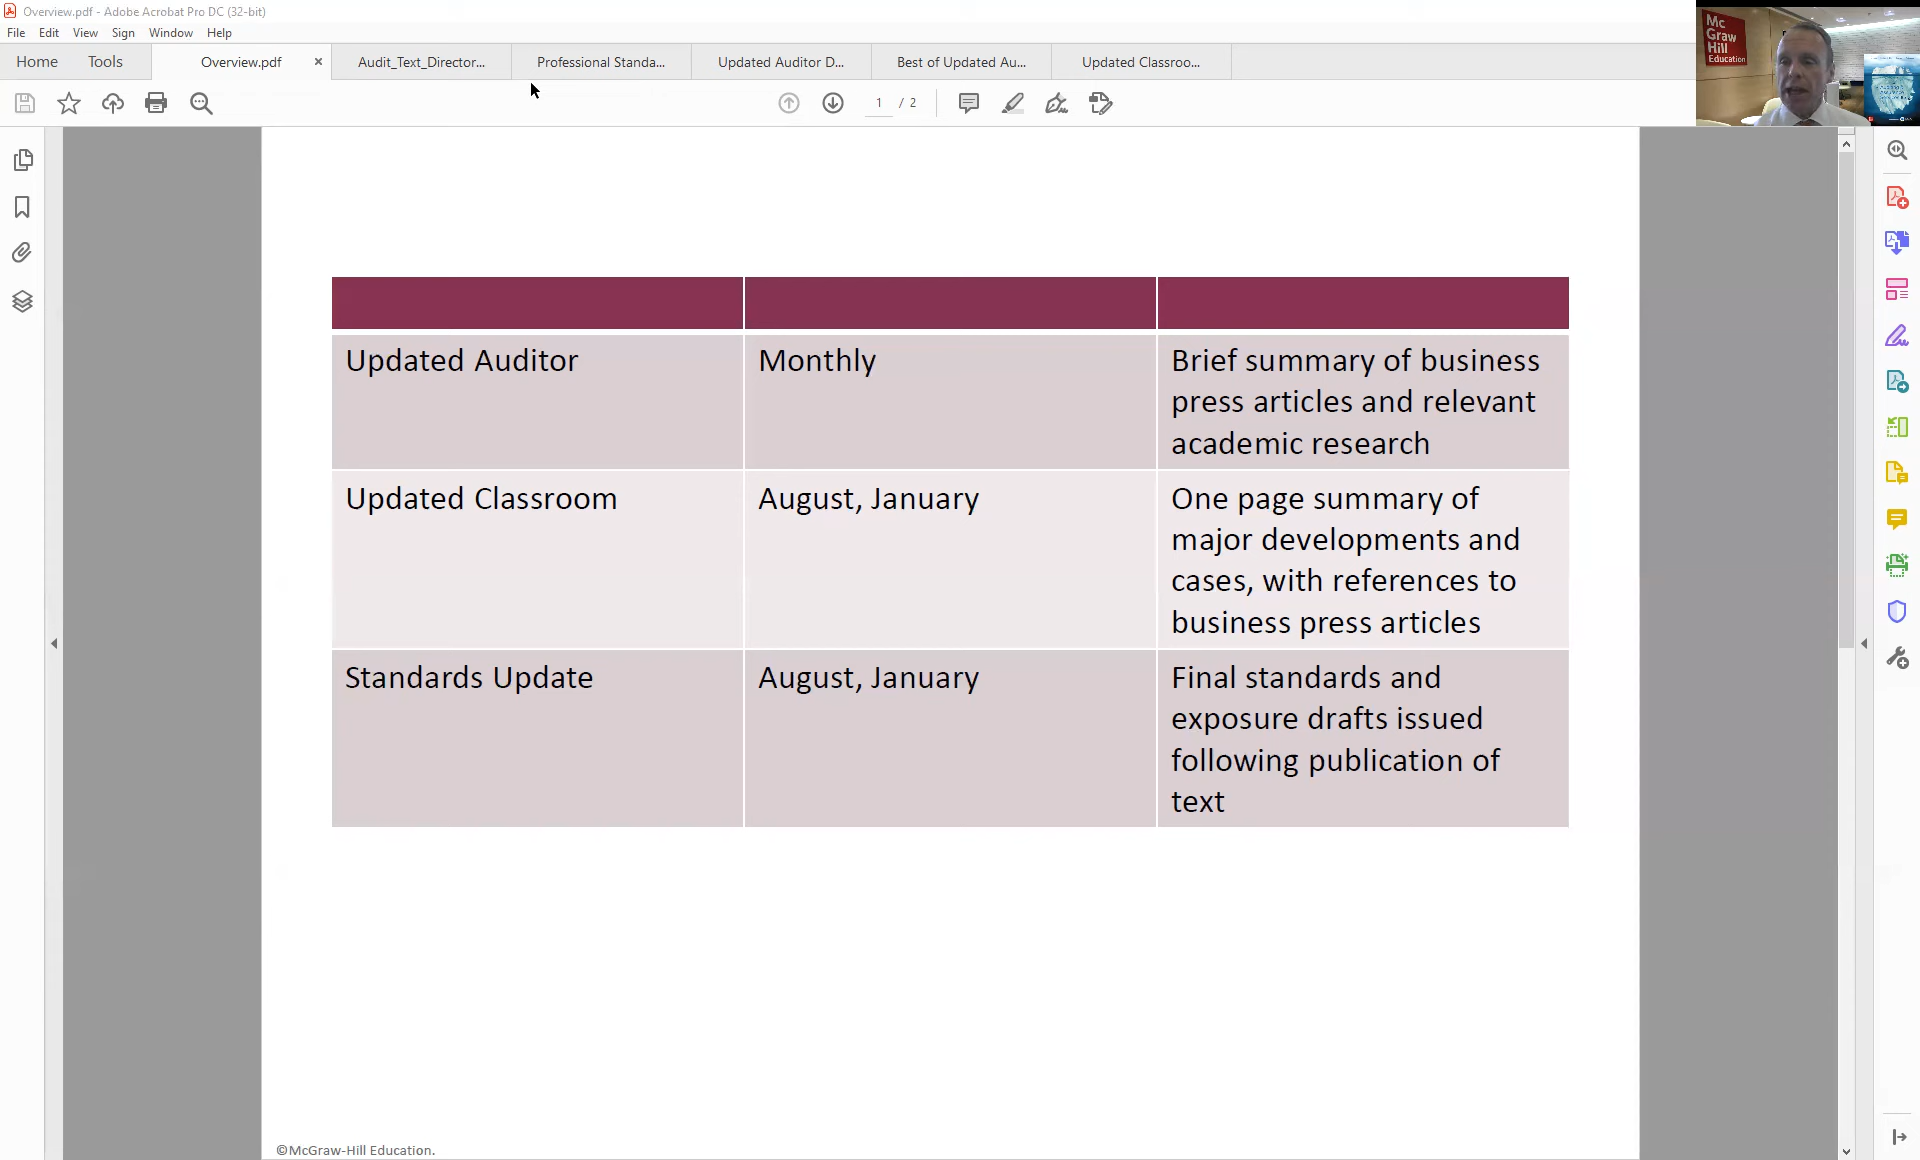 Overview.pdf - Adobe Acrobat Pro DC (32-bit)
File Edit View Sign Window Help
Home Tools Overview.pdf × Audit_Text_Director... Professional Standa... Updated Auditor D... Best of Updated Au... Updated Classroo...
1 / 2
Mc
Graw
Hill
Education
Updated Auditor
Monthly
Brief summary of business
press articles and relevant
academic research
Updated Classroom
August, January
One page summary of
major developments and
cases, with references to
business press articles
Standards Update
August, January
Final standards and
exposure drafts issued
following publication of
text
©McGraw-Hill Education.